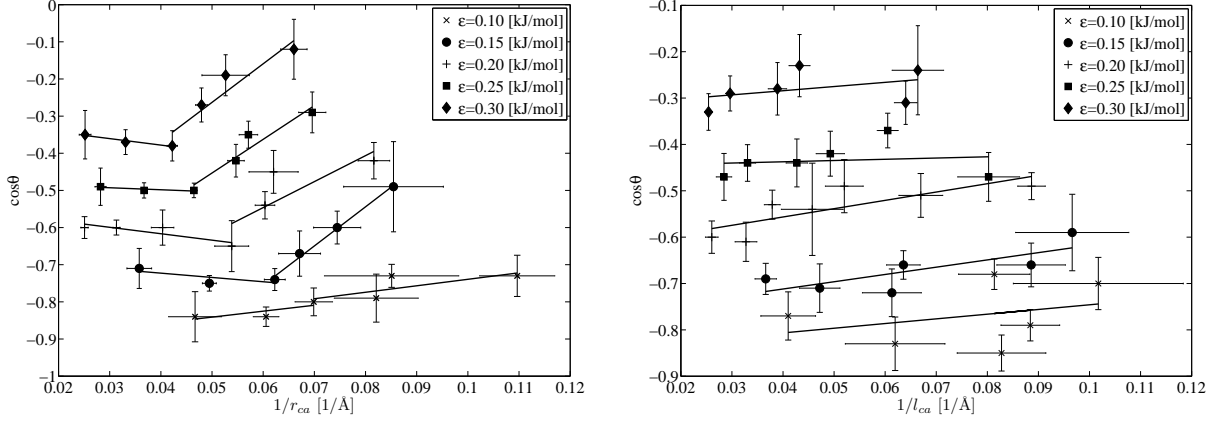 0
−0.1
−0.2
−0.3
−0.4
−0.5
−0.6
−0.7
−0.8
−0.9
−1
cosθ
0.02 0.03 0.04 0.05 0.06 0.07 0.08 0.09 0.1 0.11 0.12
1/r_ca [1/Å]
ε=0.10 [kJ/mol]
ε=0.15 [kJ/mol]
ε=0.20 [kJ/mol]
ε=0.25 [kJ/mol]
ε=0.30 [kJ/mol]
−0.1
−0.2
−0.3
−0.4
−0.5
−0.6
−0.7
−0.8
−0.9
cosθ
0.02 0.03 0.04 0.05 0.06 0.07 0.08 0.09 0.1 0.11 0.12
1/l_ca [1/Å]
ε=0.10 [kJ/mol]
ε=0.15 [kJ/mol]
ε=0.20 [kJ/mol]
ε=0.25 [kJ/mol]
ε=0.30 [kJ/mol]